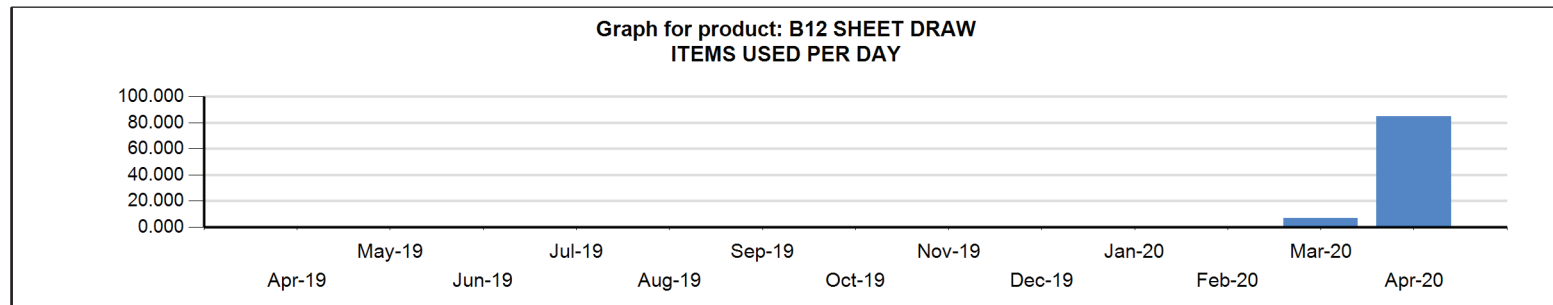 Graph for product: B12 SHEET DRAW
ITEMS USED PER DAY
100.000
80.000
60.000
40.000
20.000
0.000
May-19 Jul-19 Sep-19 Nov-19 Jan-20 Mar-20
Apr-19 Jun-19 Aug-19 Oct-19 Dec-19 Feb-20 Apr-20